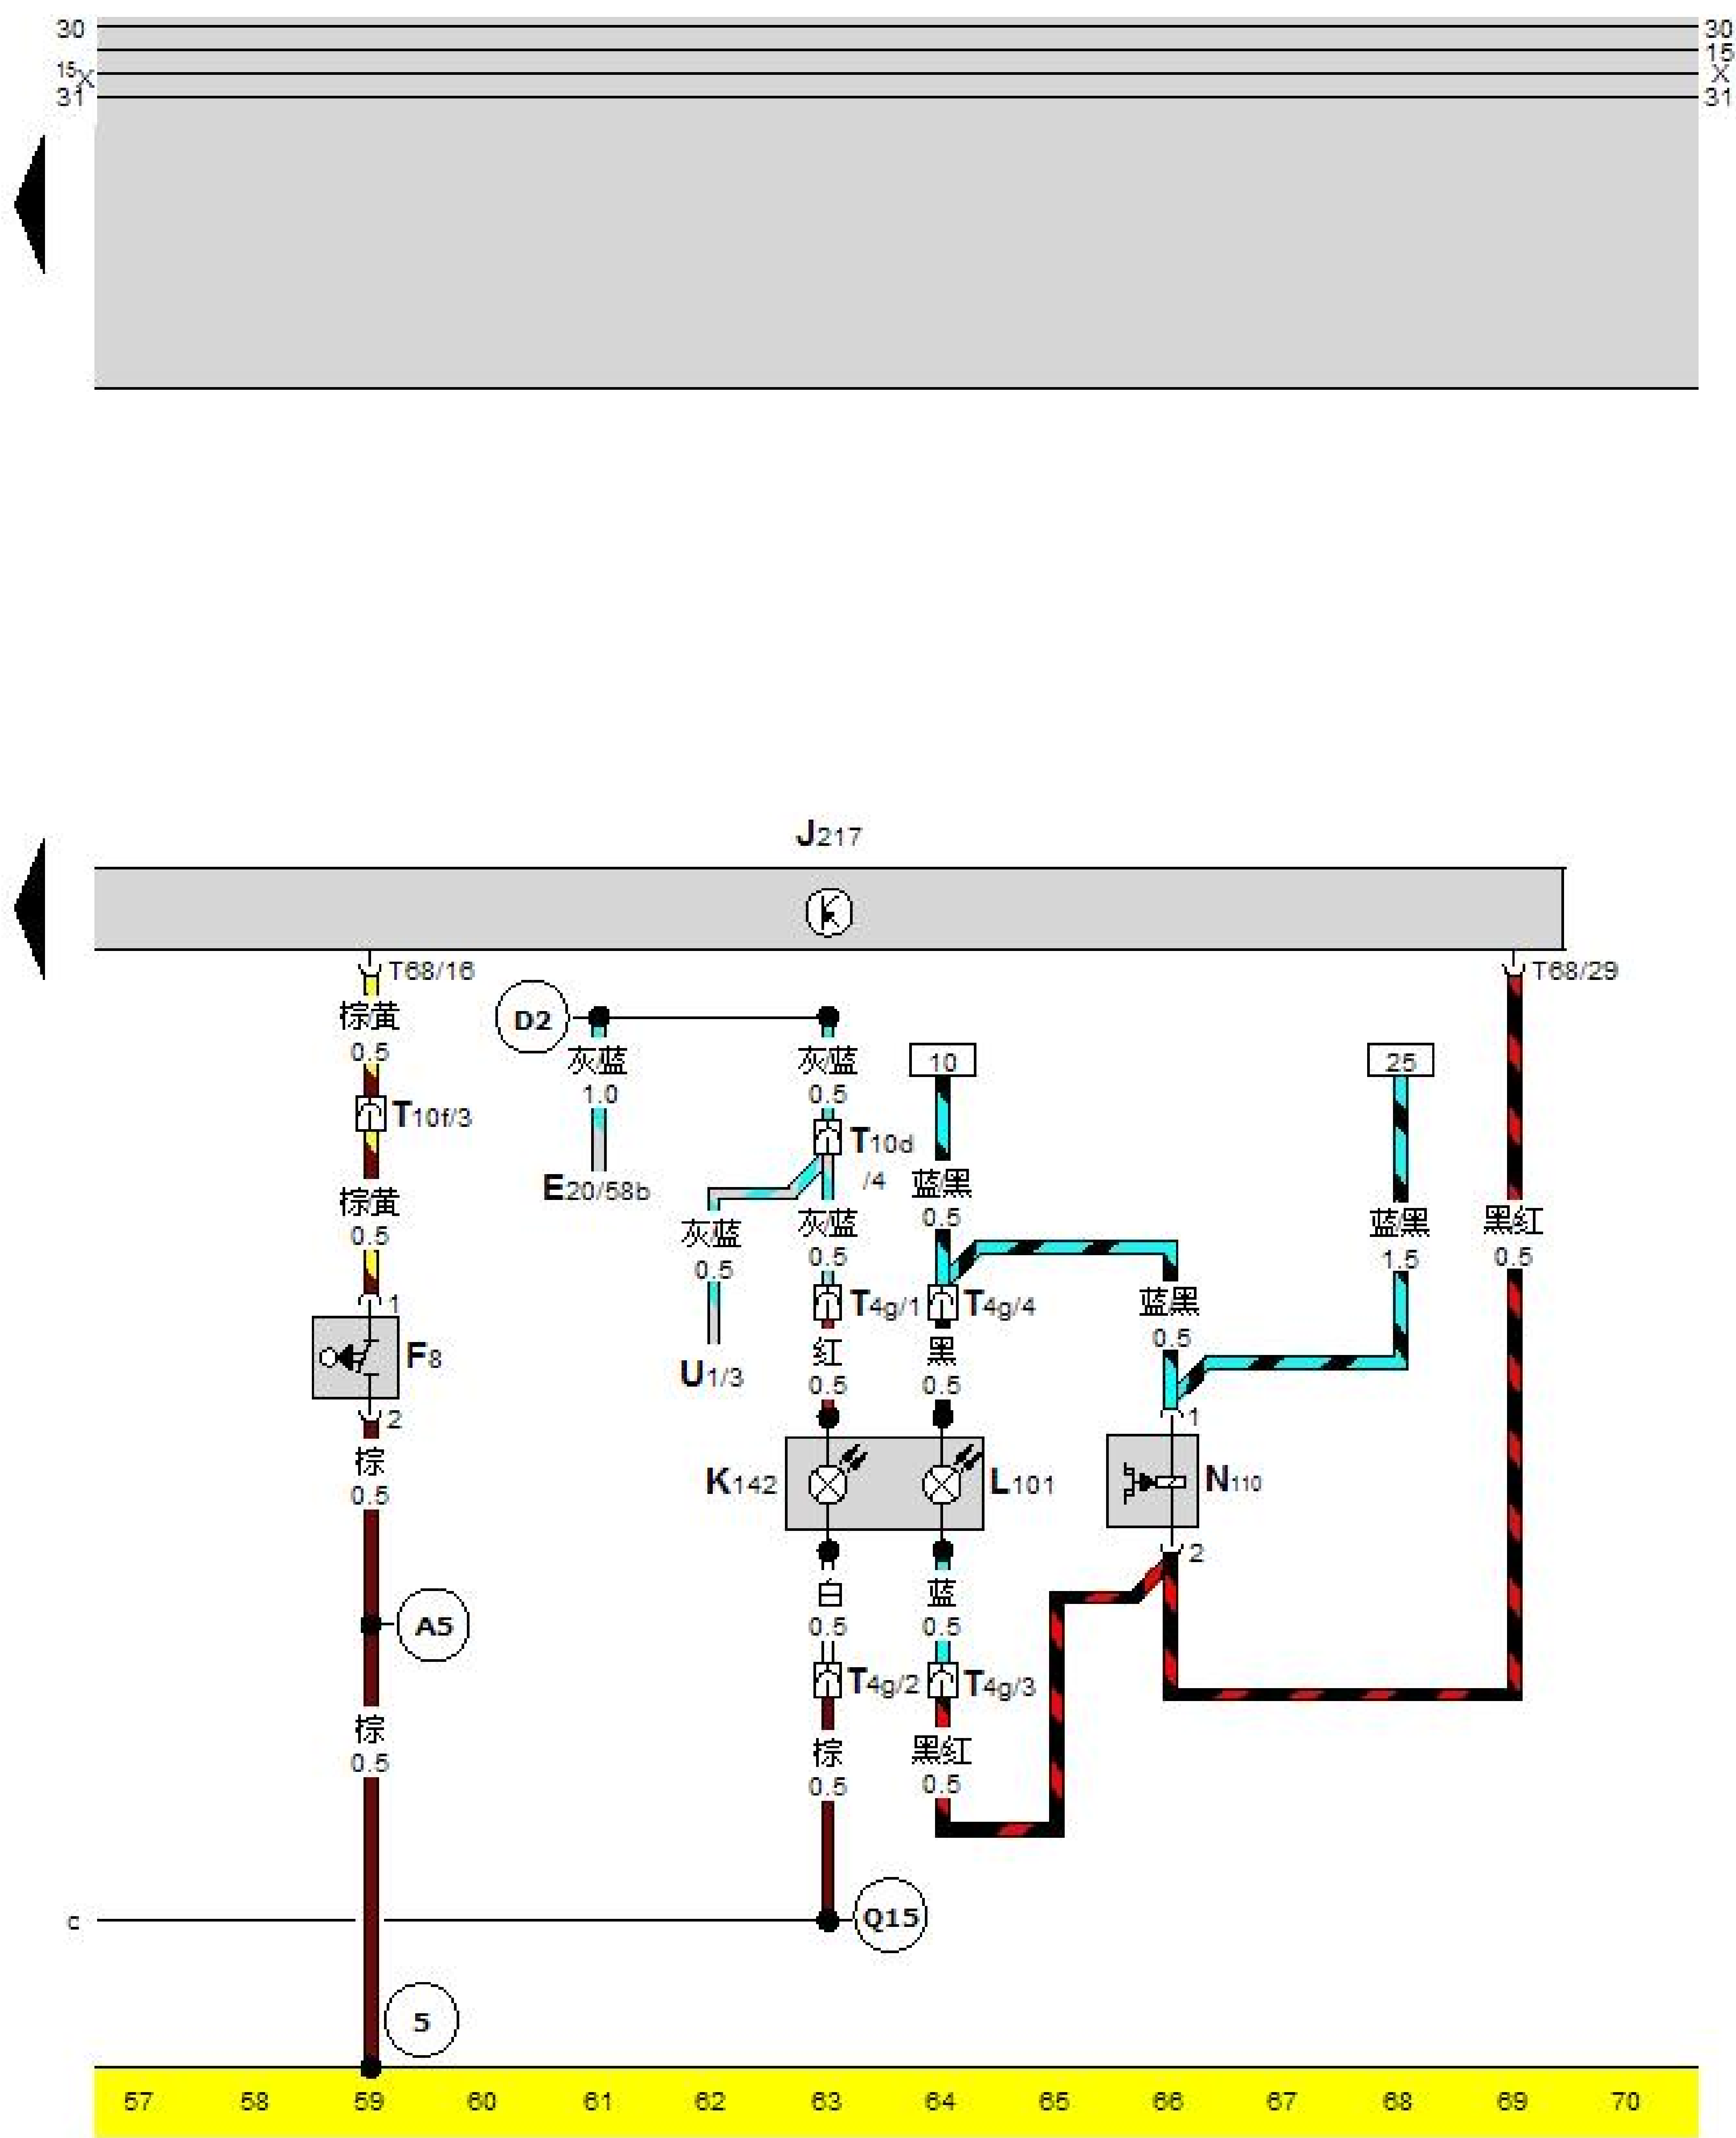 30 30
15
15
X X
31 31
J217
T68/16 T68/29
棕/黄
0.5
D2
灰/蓝 灰/蓝
1.0 0.5
10 25
T10f/3
T10d
/4
E20/58b
棕/黄
0.5
灰/蓝
0.5
灰/蓝
0.5
蓝/黑
0.5
蓝/黑
1.5
黑/红
0.5
1
T4g/1 T4g/4
蓝/黑
0.5
F8
U1/3
红 黑
0.5 0.5
2 1
棕
0.5
K142 L101 N110
2
白 蓝
0.5 0.5
A5
T4g/2 T4g/3
棕
0.5
棕 黑/红
0.5 0.5
c Q15
5
57 58 59 60 61 62 63 64 65 66 67 68 69 70